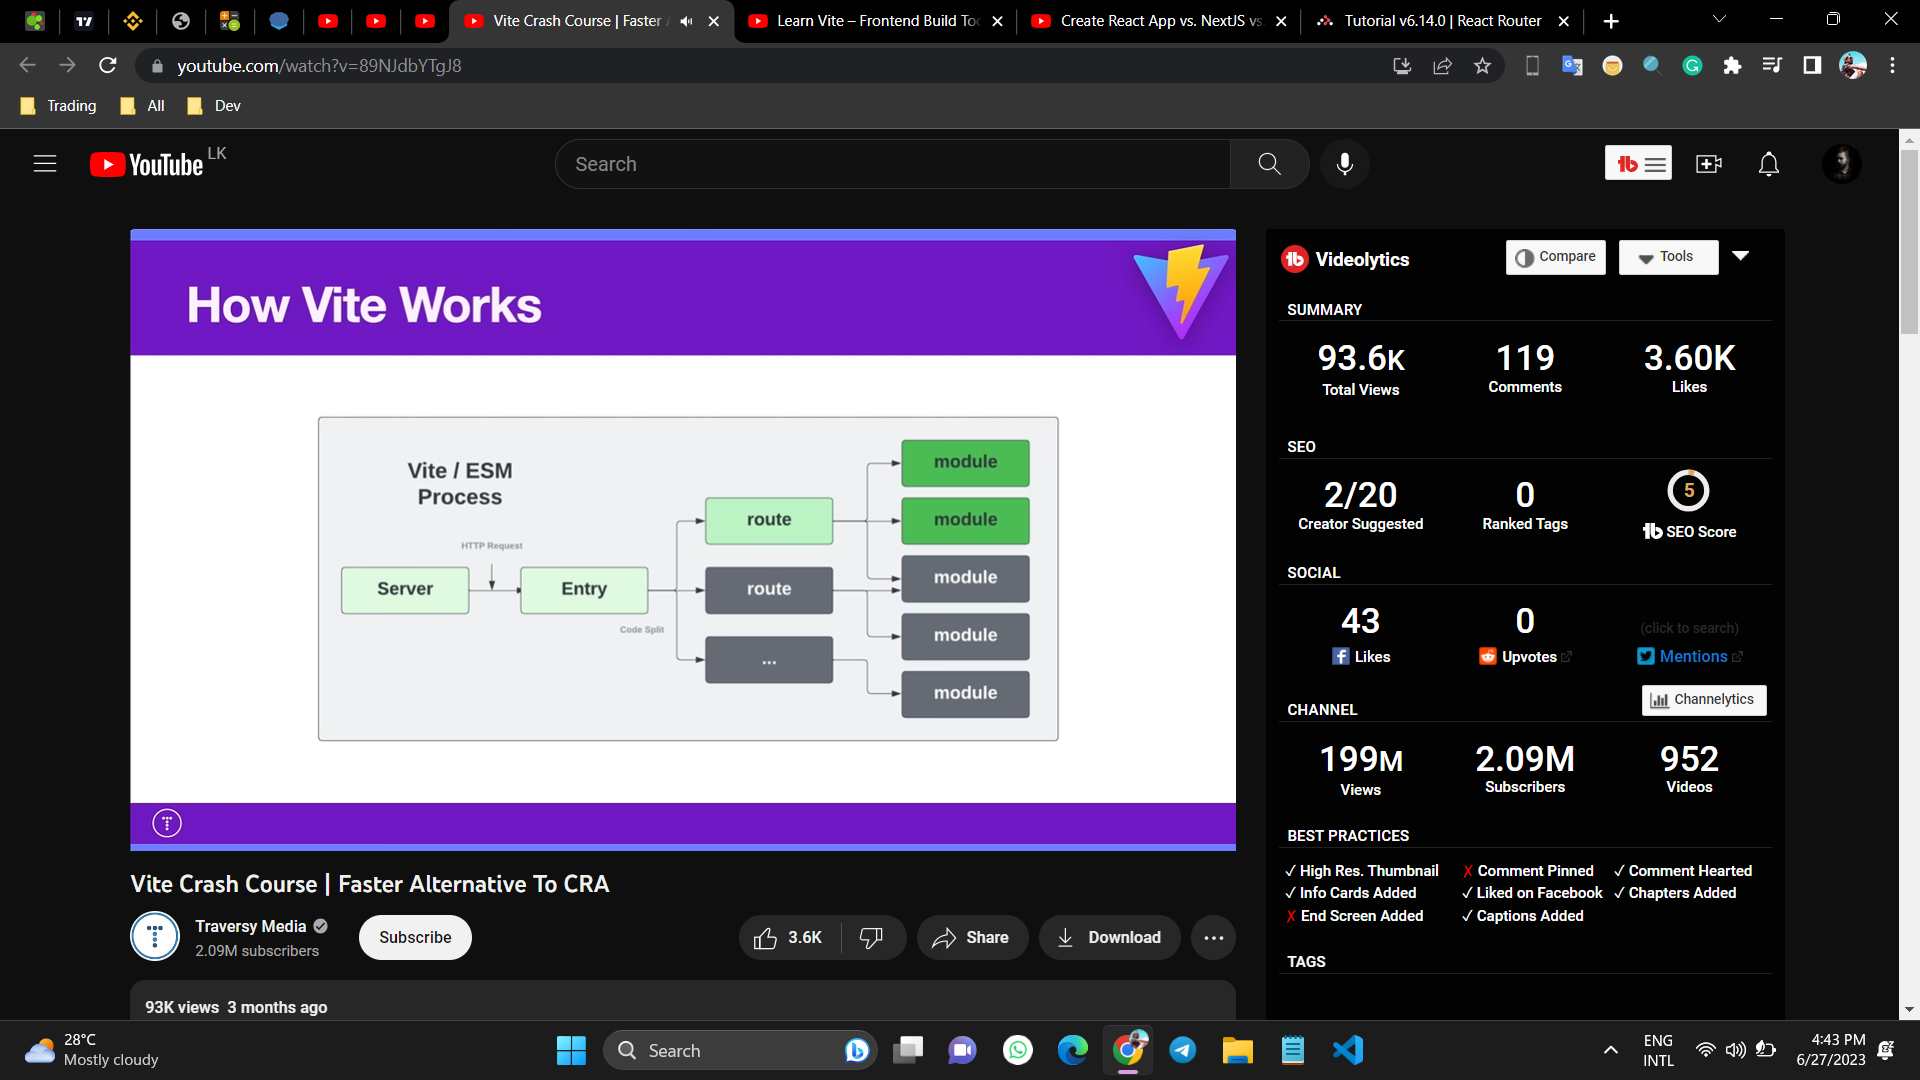 Vite Crash Course | Faster
Learn Vite – Frontend Build Too
Create React App vs. NextJS vs.
Tutorial v6.14.0 | React Router
youtube.com/watch?v=89NJdbYTgJ8
Trading
All
Dev
YouTube LK
Search
How Vite Works
Vite / ESM
Process
HTTP Request
Server
Entry
Code Split
route
route
...
module
module
module
module
module
Videolytics
Compare
Tools
SUMMARY
93.6K 119 3.60K
Total Views Comments Likes
SEO
2/20 0 5
Creator Suggested Ranked Tags SEO Score
SOCIAL
43 0 (click to search)
Likes Upvotes Mentions
CHANNEL Channelytics
199M 2.09M 952
Views Subscribers Videos
BEST PRACTICES
✓ High Res. Thumbnail ✗ Comment Pinned ✓ Comment Hearted
✓ Info Cards Added ✓ Liked on Facebook ✓ Chapters Added
✗ End Screen Added ✓ Captions Added
TAGS
Vite Crash Course | Faster Alternative To CRA
Traversy Media
2.09M subscribers
Subscribe
3.6K
Share
Download
93K views 3 months ago
28°C
Mostly cloudy
Search
ENG
INTL
4:43 PM
6/27/2023